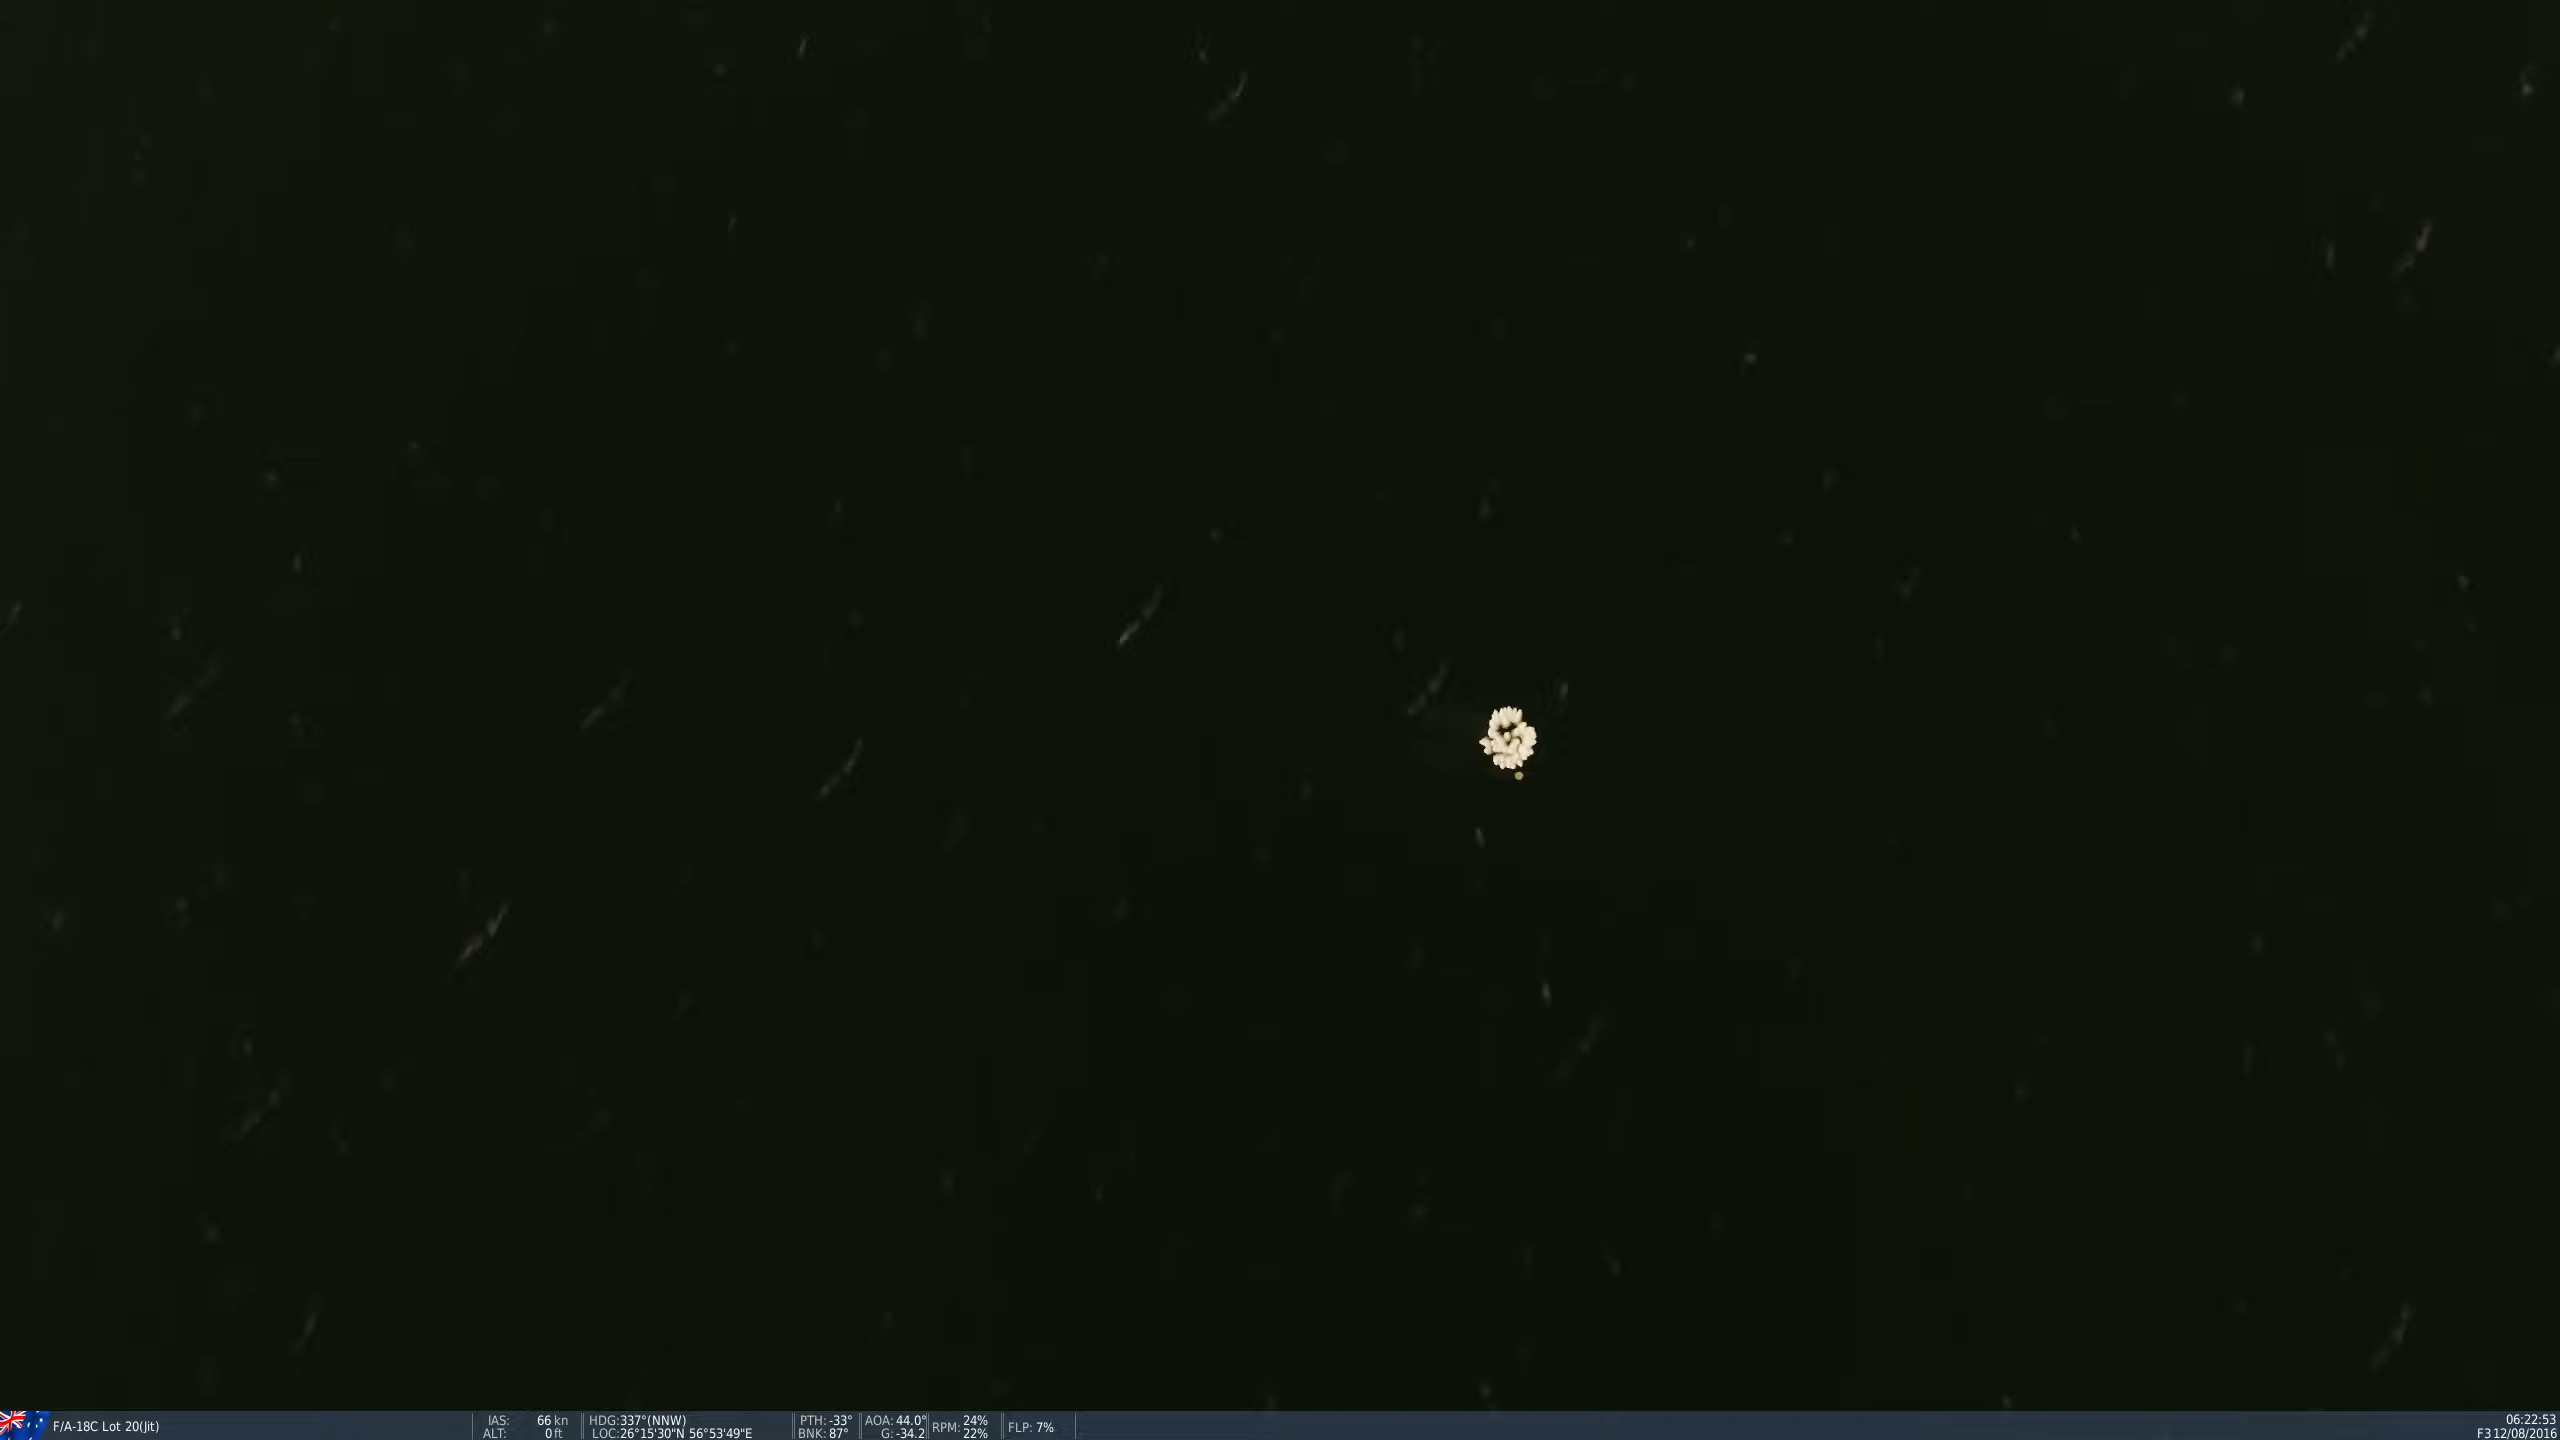 F/A-18C Lot 20(Jit)
IAS: 66 kn
ALT: 0 ft
HDG:337°(NNW)
LOC:26°15'30"N 56°53'49"E
PTH: -33°
BNK: 87°
AOA: 44.0°
G: -34.2
RPM: 24%
22%
FLP: 7%
06:22:53
F3 12/08/2016